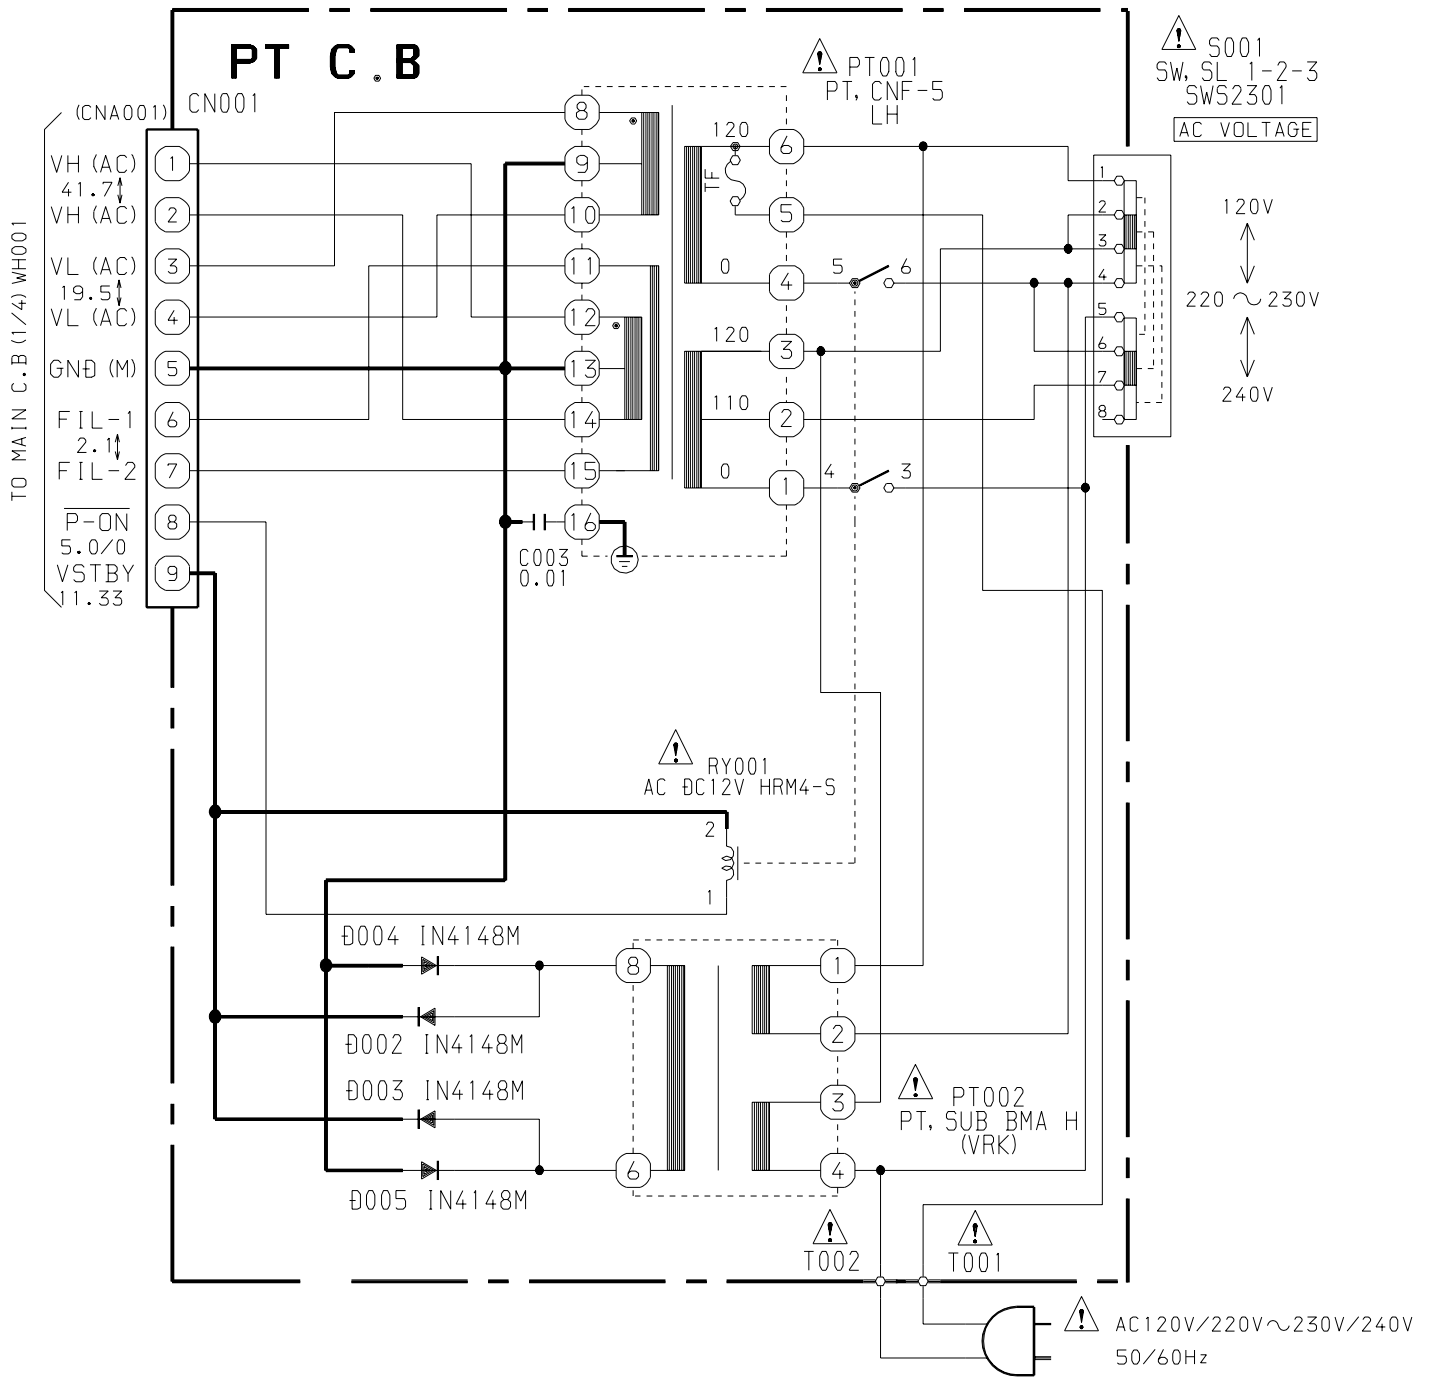 PT C.B
(CNA001)
CN001
TO MAIN C.B (1/4) WH001
VH (AC)
41.7
VH (AC)
VL (AC)
19.5
VL (AC)
GND (M)
FIL-1
2.1
FIL-2
P-ON
5.0/0
VSTBY
11.33
1
2
3
4
5
6
7
8
9
8
9
10
11
12
13
14
15
16
C003
0.01
PT001
PT, CNF-5
LH
120
TF
0
120
110
0
6
5
4
3
2
1
5 6
4 3
S001
SW, SL 1-2-3
SWS2301
AC VOLTAGE
1
2
3
4
5
6
7
8
120V
220～230V
240V
RY001
AC DC12V HRM4-S
2
1
D004 IN4148M
D002 IN4148M
D003 IN4148M
D005 IN4148M
8
6
1
2
3
4
PT002
PT, SUB BMA H
(VRK)
T002
T001
AC120V/220V～230V/240V
50/60Hz